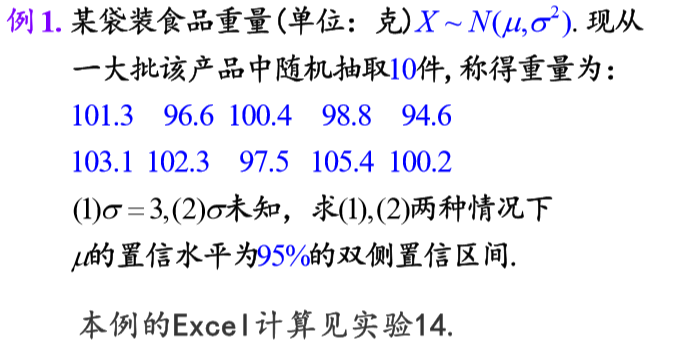 例1. 某袋装食品重量(单位：克)X ~ N(μ,σ²). 现从
一大批该产品中随机抽取10件, 称得重量为：
101.3 96.6 100.4 98.8 94.6
103.1 102.3 97.5 105.4 100.2
(1)σ = 3,(2)σ未知，求(1),(2)两种情况下
μ的置信水平为95%的双侧置信区间.
本例的Excel计算见实验14.